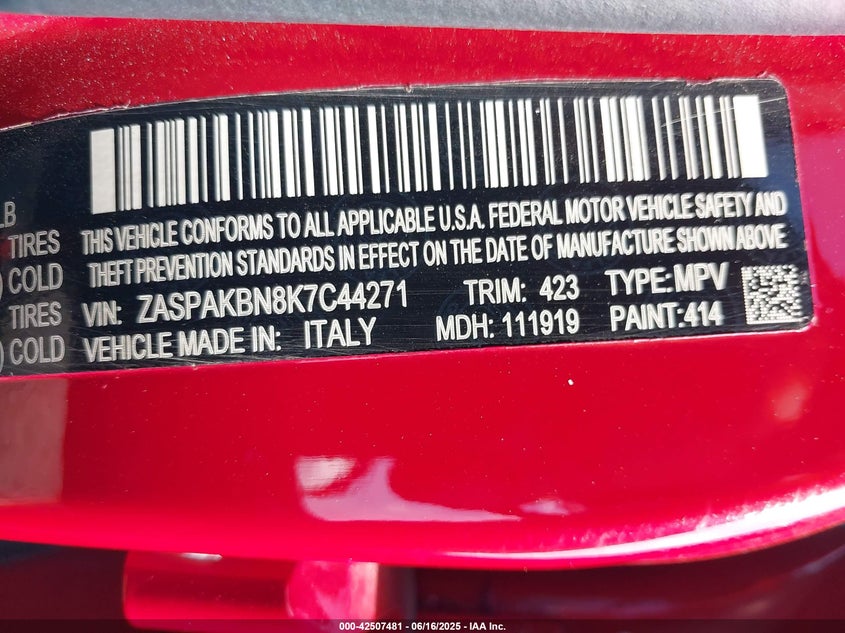 LB
TIRES
COLD
TIRES
COLD
THIS VEHICLE CONFORMS TO ALL APPLICABLE U.S.A. FEDERAL MOTOR VEHICLE SAFETY AND
THEFT PREVENTION STANDARDS IN EFFECT ON THE DATE OF MANUFACTURE SHOWN ABOVE
VIN: ZASPAKBN8K7C44271 TRIM: 423 TYPE:MPV
VEHICLE MADE IN: ITALY MDH: 111919 PAINT:414
000-42507481 - 06/16/2025 - IAA Inc.